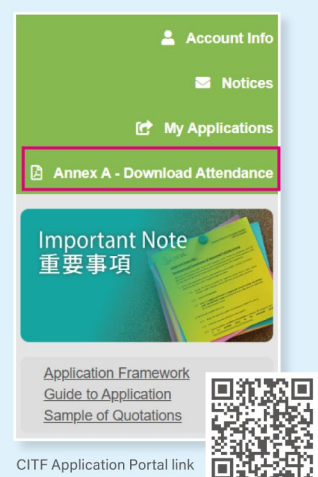 Account Info
Notices
My Applications
Annex A - Download Attendance
Important Note
重要事項
Application Framework
Guide to Application
Sample of Quotations
CITF Application Portal link